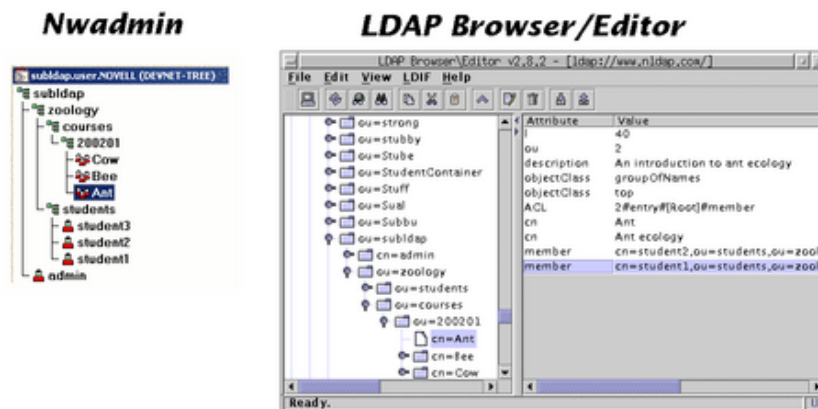 Nwadmin
LDAP Browser/Editor
subldap.user.NOVELL (DEVNET-TREE)
subldap
zoology
courses
200201
Cow
Bee
Ant
students
student3
student2
student1
admin
LDAP Browser\Editor v2.8.2 - [ldap://www.nldap.com/]
File Edit View LDIF Help
ou=strong
ou=stubby
ou=Stube
ou=StudentContainer
ou=Stuff
ou=Sual
ou=Subbu
ou=subldap
cn=admin
ou=zoology
ou=students
ou=courses
ou=200201
cn=Ant
cn=Bee
cn=Cow
Attribute Value
l 40
ou 2
description An introduction to ant ecology
objectClass groupOfNames
objectClass top
ACL 2#entry#[Root]#member
cn Ant
cn Ant ecology
member cn=student2,ou=students,ou=zool
member cn=student1,ou=students,ou=zool
Ready.